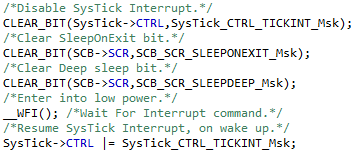 /*Disable SysTick Interrupt.*/
CLEAR_BIT(SysTick->CTRL,SysTick_CTRL_TICKINT_Msk);
/*Clear SleepOnExit bit.*/
CLEAR_BIT(SCB->SCR,SCB_SCR_SLEEPONEXIT_Msk);
/*Clear Deep sleep bit.*/
CLEAR_BIT(SCB->SCR,SCB_SCR_SLEEPDEEP_Msk);
/*Enter into low power.*/
__WFI(); /*Wait For Interrupt command.*/
/*Resume SysTick Interrupt, on wake up.*/
SysTick->CTRL |= SysTick_CTRL_TICKINT_Msk;